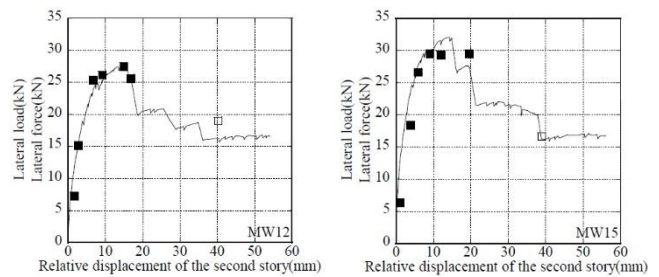 35
30
25
20
15
10
5
0
Lateral load(kN)
Lateral force(kN)
MW12
0 10 20 30 40 50 60
Relative displacement of the second story(mm)
35
30
25
20
15
10
5
0
Lateral load(kN)
Lateral force(kN)
MW15
0 10 20 30 40 50 60
Relative displacement of the second story(mm)